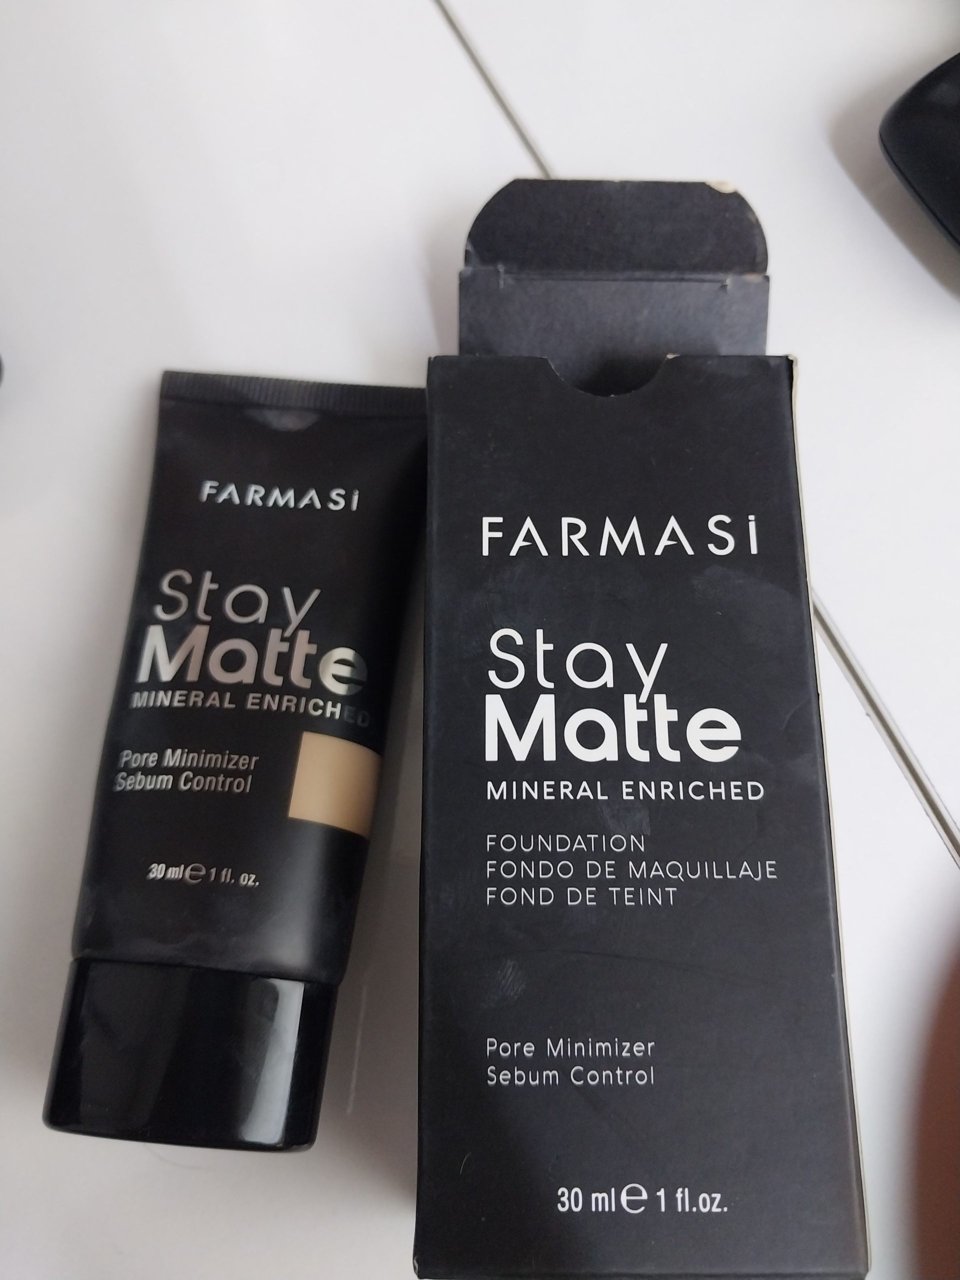 FARMASi
Stay
Matte
MINERAL ENRICHED
Pore Minimizer
Sebum Control
30 ml e 1 fl. oz.
FARMASi
Stay
Matte
MINERAL ENRICHED
FOUNDATION
FONDO DE MAQUILLAJE
FOND DE TEINT
Pore Minimizer
Sebum Control
30 ml e 1 fl.oz.